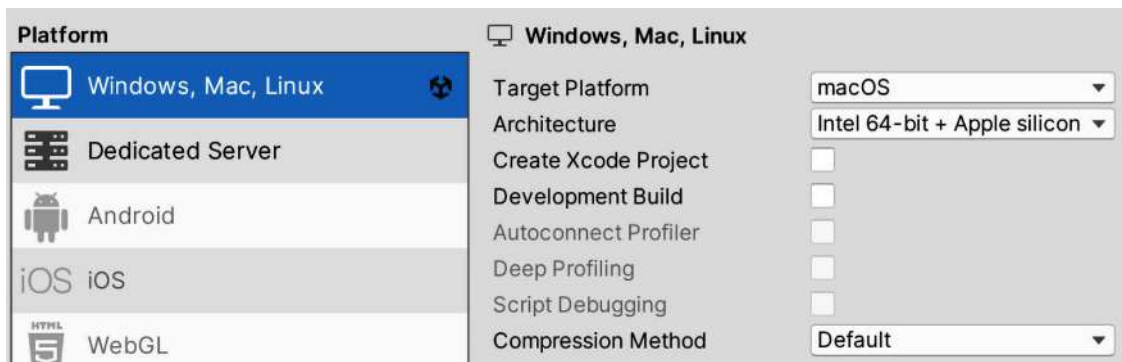 Platform
Windows, Mac, Linux
Dedicated Server
Android
iOS iOS
HTML
5 WebGL
Windows, Mac, Linux
Target Platform macOS
Architecture Intel 64-bit + Apple silicon
Create Xcode Project
Development Build
Autoconnect Profiler
Deep Profiling
Script Debugging
Compression Method Default